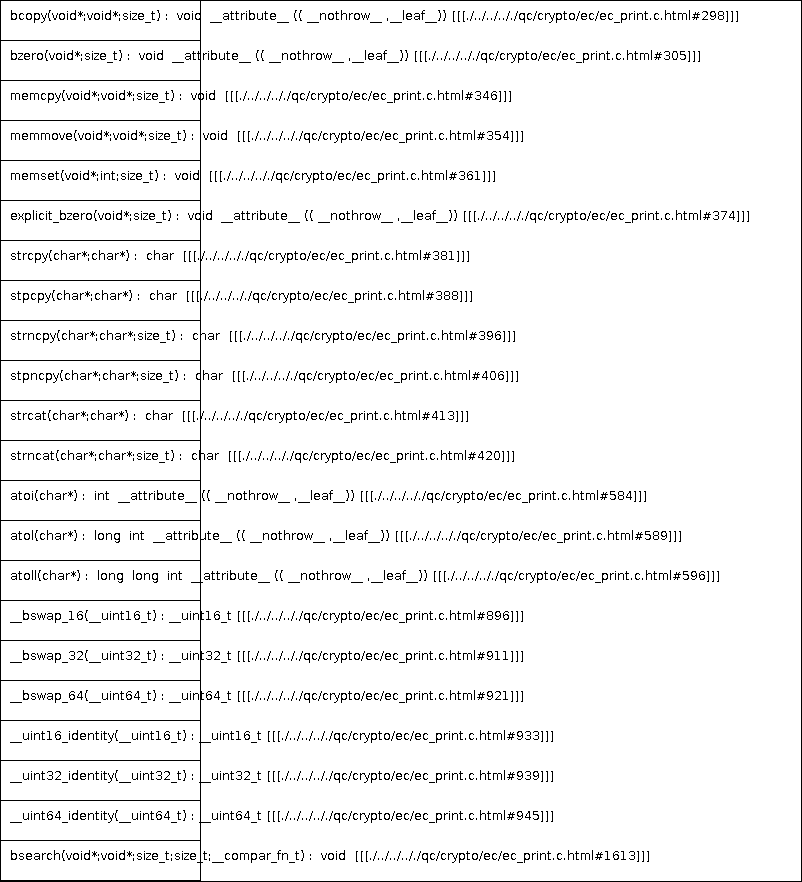 bcopy(void*;void*;size_t) : void __attribute__ (( __nothrow__ ,__leaf__)) [[[./../../../../qc/crypto/ec/ec_print.c.html#298]]]
bzero(void*;size_t) : void __attribute__ (( __nothrow__ ,__leaf__)) [[[./../../../../qc/crypto/ec/ec_print.c.html#305]]]
memcpy(void*;void*;size_t) : void [[[./../../../../qc/crypto/ec/ec_print.c.html#346]]]
memmove(void*;void*;size_t) : void [[[./../../../../qc/crypto/ec/ec_print.c.html#354]]]
memset(void*;int;size_t) : void [[[./../../../../qc/crypto/ec/ec_print.c.html#361]]]
explicit_bzero(void*;size_t) : void __attribute__ (( __nothrow__ ,__leaf__)) [[[./../../../../qc/crypto/ec/ec_print.c.html#374]]]
strcpy(char*;char*) : char [[[./../../../../qc/crypto/ec/ec_print.c.html#381]]]
stpcpy(char*;char*) : char [[[./../../../../qc/crypto/ec/ec_print.c.html#388]]]
strncpy(char*;char*;size_t) : char [[[./../../../../qc/crypto/ec/ec_print.c.html#396]]]
stpncpy(char*;char*;size_t) : char [[[./../../../../qc/crypto/ec/ec_print.c.html#406]]]
strcat(char*;char*) : char [[[./../../../../qc/crypto/ec/ec_print.c.html#413]]]
strncat(char*;char*;size_t) : char [[[./../../../../qc/crypto/ec/ec_print.c.html#420]]]
atoi(char*) : int __attribute__ (( __nothrow__ ,__leaf__)) [[[./../../../../qc/crypto/ec/ec_print.c.html#584]]]
atol(char*) : long int __attribute__ (( __nothrow__ ,__leaf__)) [[[./../../../../qc/crypto/ec/ec_print.c.html#589]]]
atoll(char*) : long long int __attribute__ (( __nothrow__ ,__leaf__)) [[[./../../../../qc/crypto/ec/ec_print.c.html#596]]]
__bswap_16(__uint16_t) : __uint16_t [[[./../../../../qc/crypto/ec/ec_print.c.html#896]]]
__bswap_32(__uint32_t) : __uint32_t [[[./../../../../qc/crypto/ec/ec_print.c.html#911]]]
__bswap_64(__uint64_t) : __uint64_t [[[./../../../../qc/crypto/ec/ec_print.c.html#921]]]
__uint16_identity(__uint16_t) : __uint16_t [[[./../../../../qc/crypto/ec/ec_print.c.html#933]]]
__uint32_identity(__uint32_t) : __uint32_t [[[./../../../../qc/crypto/ec/ec_print.c.html#939]]]
__uint64_identity(__uint64_t) : __uint64_t [[[./../../../../qc/crypto/ec/ec_print.c.html#945]]]
bsearch(void*;void*;size_t;size_t;__compar_fn_t) : void [[[./../../../../qc/crypto/ec/ec_print.c.html#1613]]]